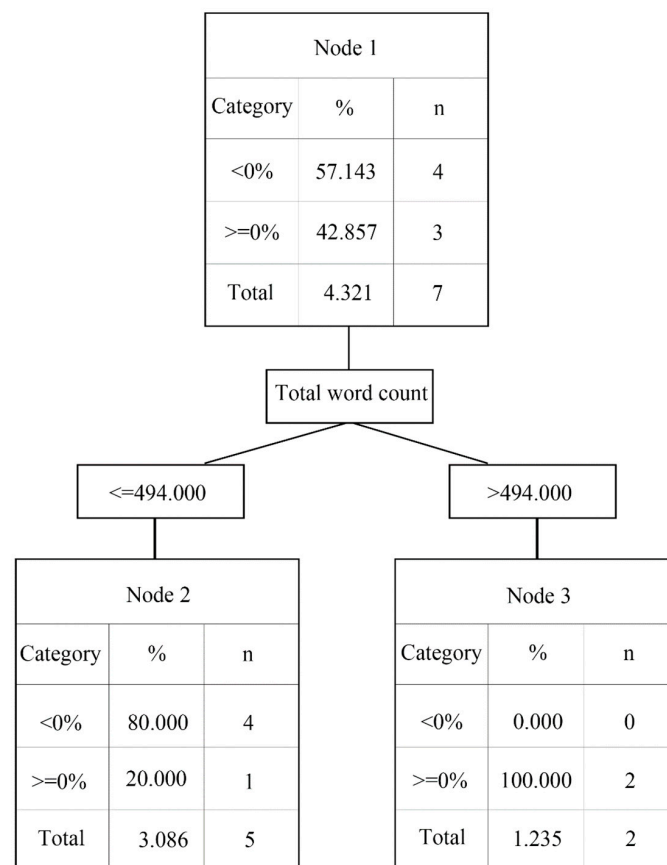 Node 1
Category % n
<0% 57.143 4
>=0% 42.857 3
Total 4.321 7
Total word count
<=494.000
>494.000
Node 2
Category % n
<0% 80.000 4
>=0% 20.000 1
Total 3.086 5
Node 3
Category % n
<0% 0.000 0
>=0% 100.000 2
Total 1.235 2